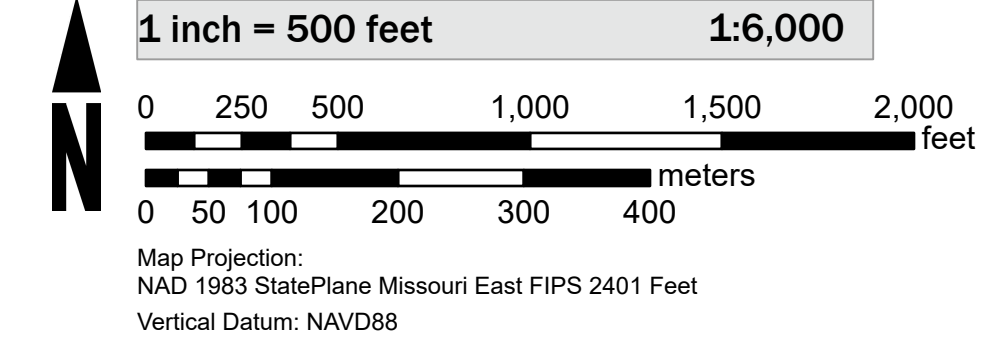 1 inch = 500 feet 1:6,000
0 250 500 1,000 1,500 2,000
feet
meters
0 50 100 200 300 400
N
Map Projection:
NAD 1983 StatePlane Missouri East FIPS 2401 Feet
Vertical Datum: NAVD88